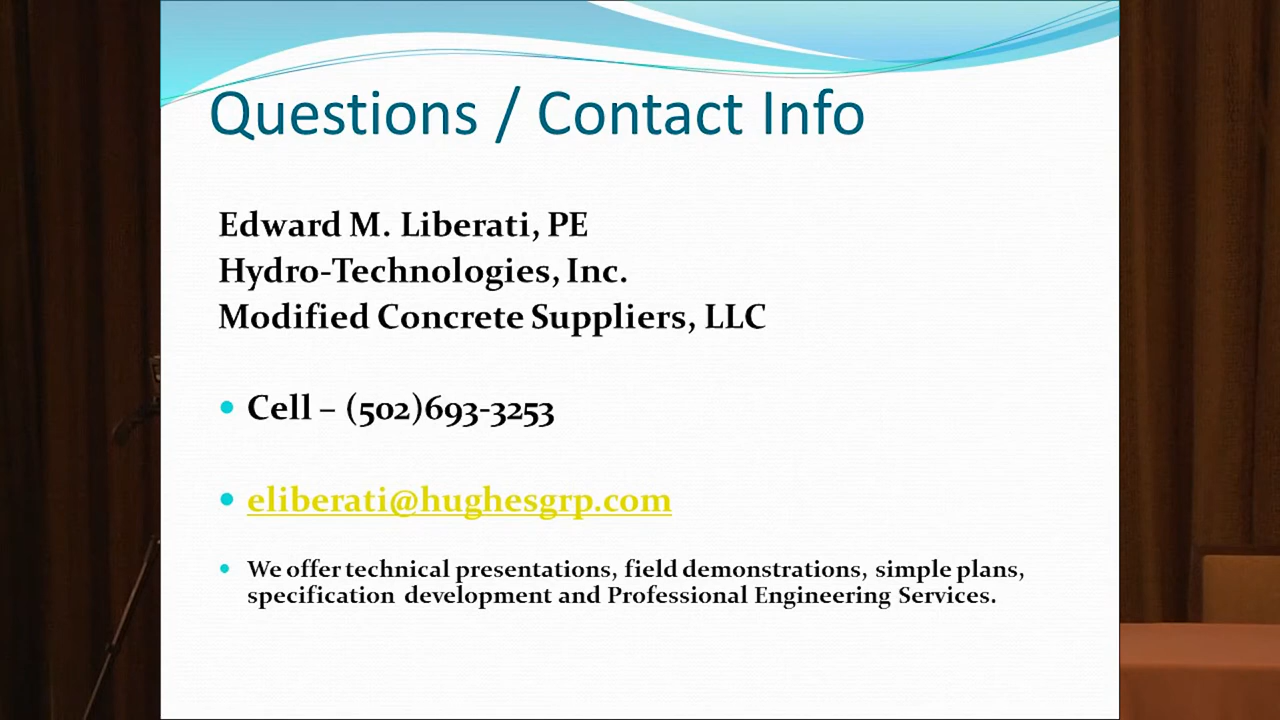 Questions / Contact Info
Edward M. Liberati, PE
Hydro-Technologies, Inc.
Modified Concrete Suppliers, LLC
• Cell – (502)693-3253
• eliberati@hughesgrp.com
• We offer technical presentations, field demonstrations, simple plans,
specification development and Professional Engineering Services.